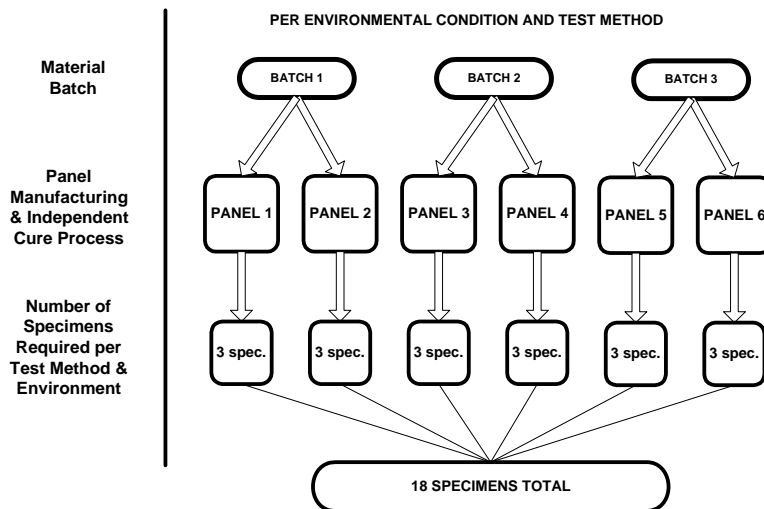 PER ENVIRONMENTAL CONDITION AND TEST METHOD
Material
Batch
BATCH 1
BATCH 2
BATCH 3
Panel
Manufacturing
& Independent
Cure Process
PANEL 1
PANEL 2
PANEL 3
PANEL 4
PANEL 5
PANEL 6
Number of
Specimens
Required per
Test Method &
Environment
3 spec.
3 spec.
3 spec.
3 spec.
3 spec.
3 spec.
18 SPECIMENS TOTAL